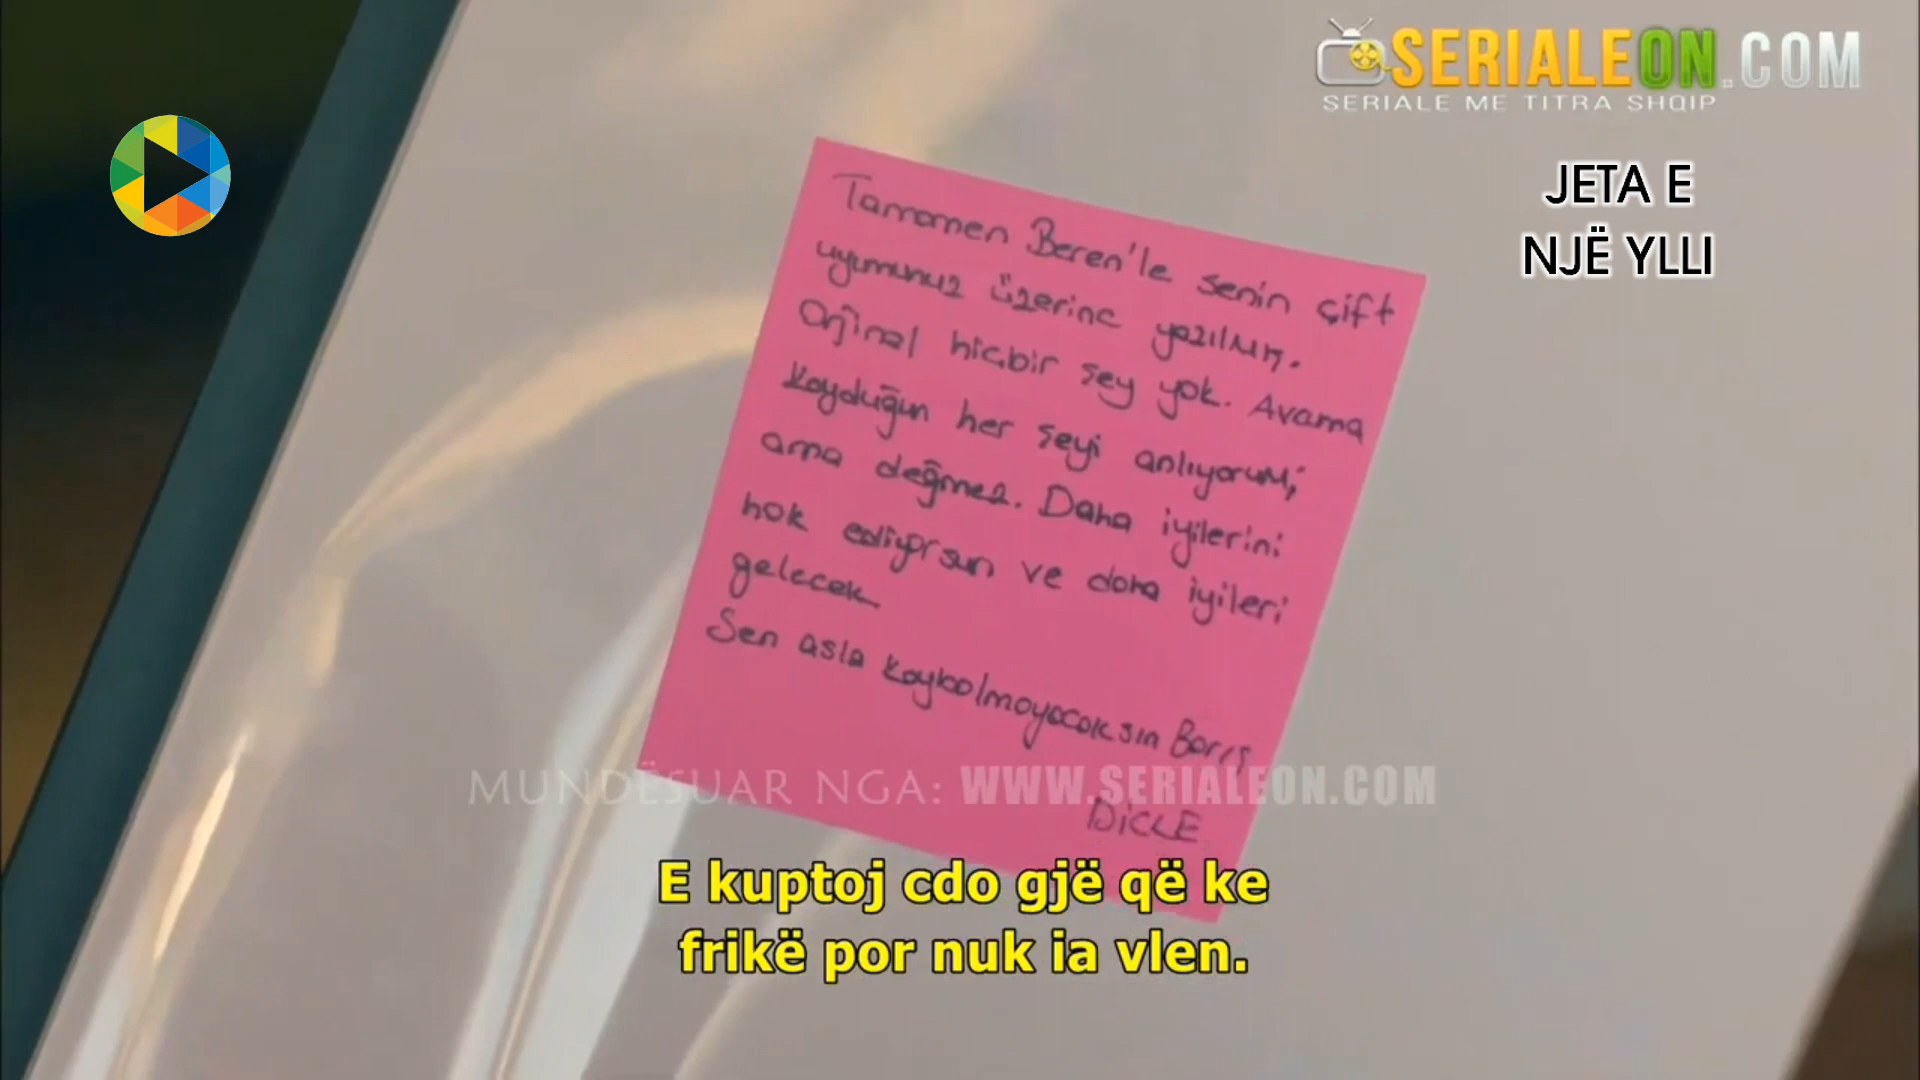 SERIALEON.COM
SERIALE ME TITRA SHQIP
JETA E
NJË YLLI
Tamamen Beren'le senin çift
uyumunuz üzerine yazılmış.
Orjinal hiçbir şey yok. Avama
kaydığın her şeyi anlıyorum;
ama değmez. Daha iyilerini
hak ediyorsun ve daha iyileri
gelecek.
Sen asla kaybolmayacaksın Barış
DİCLE
MUNDËSUAR NGA: WWW.SERIALEON.COM
E kuptoj cdo gjë që ke
frikë por nuk ia vlen.